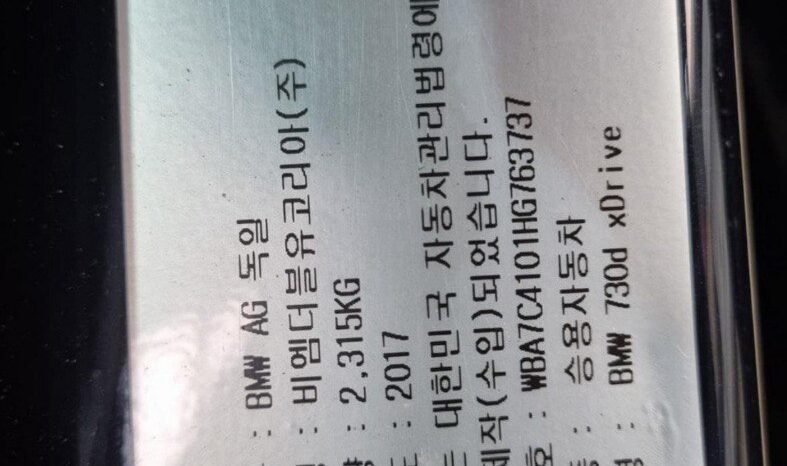 : BMW AG 독일
: 비엠더블유코리아(주)
: 2,315KG
: 2017
대한민국 자동차관리법령에
제작(수입)되었습니다.
호 : WBA7C4101HG763737
: 승용자동차
: BMW 730d xDrive